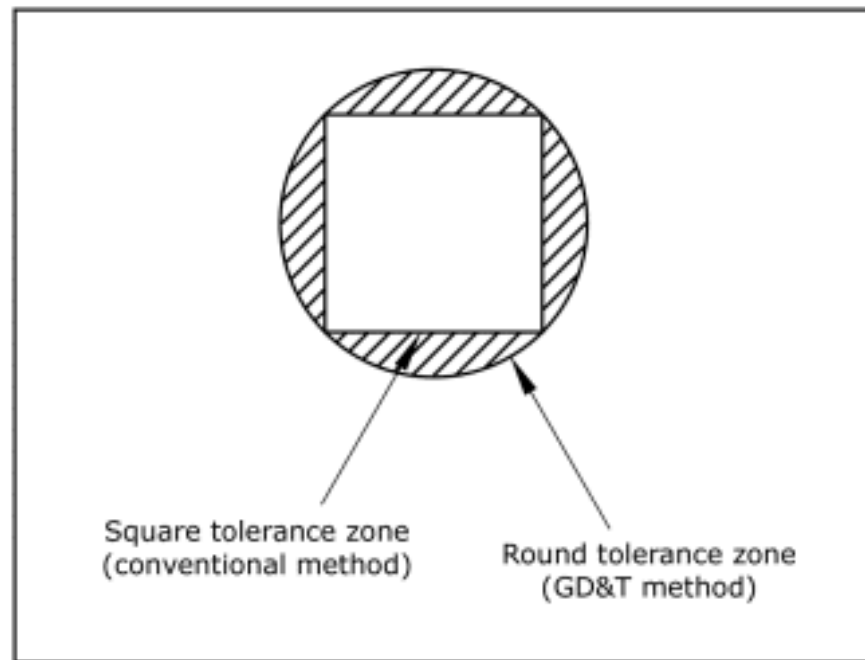 Square tolerance zone
(conventional method)
Round tolerance zone
(GD&T method)